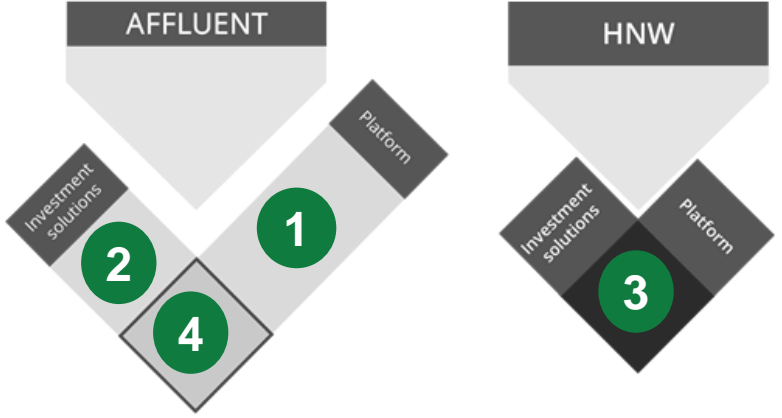 AFFLUENT
HNW
Platform
Investment
solutions
1
2
4
Investment
solutions
Platform
3